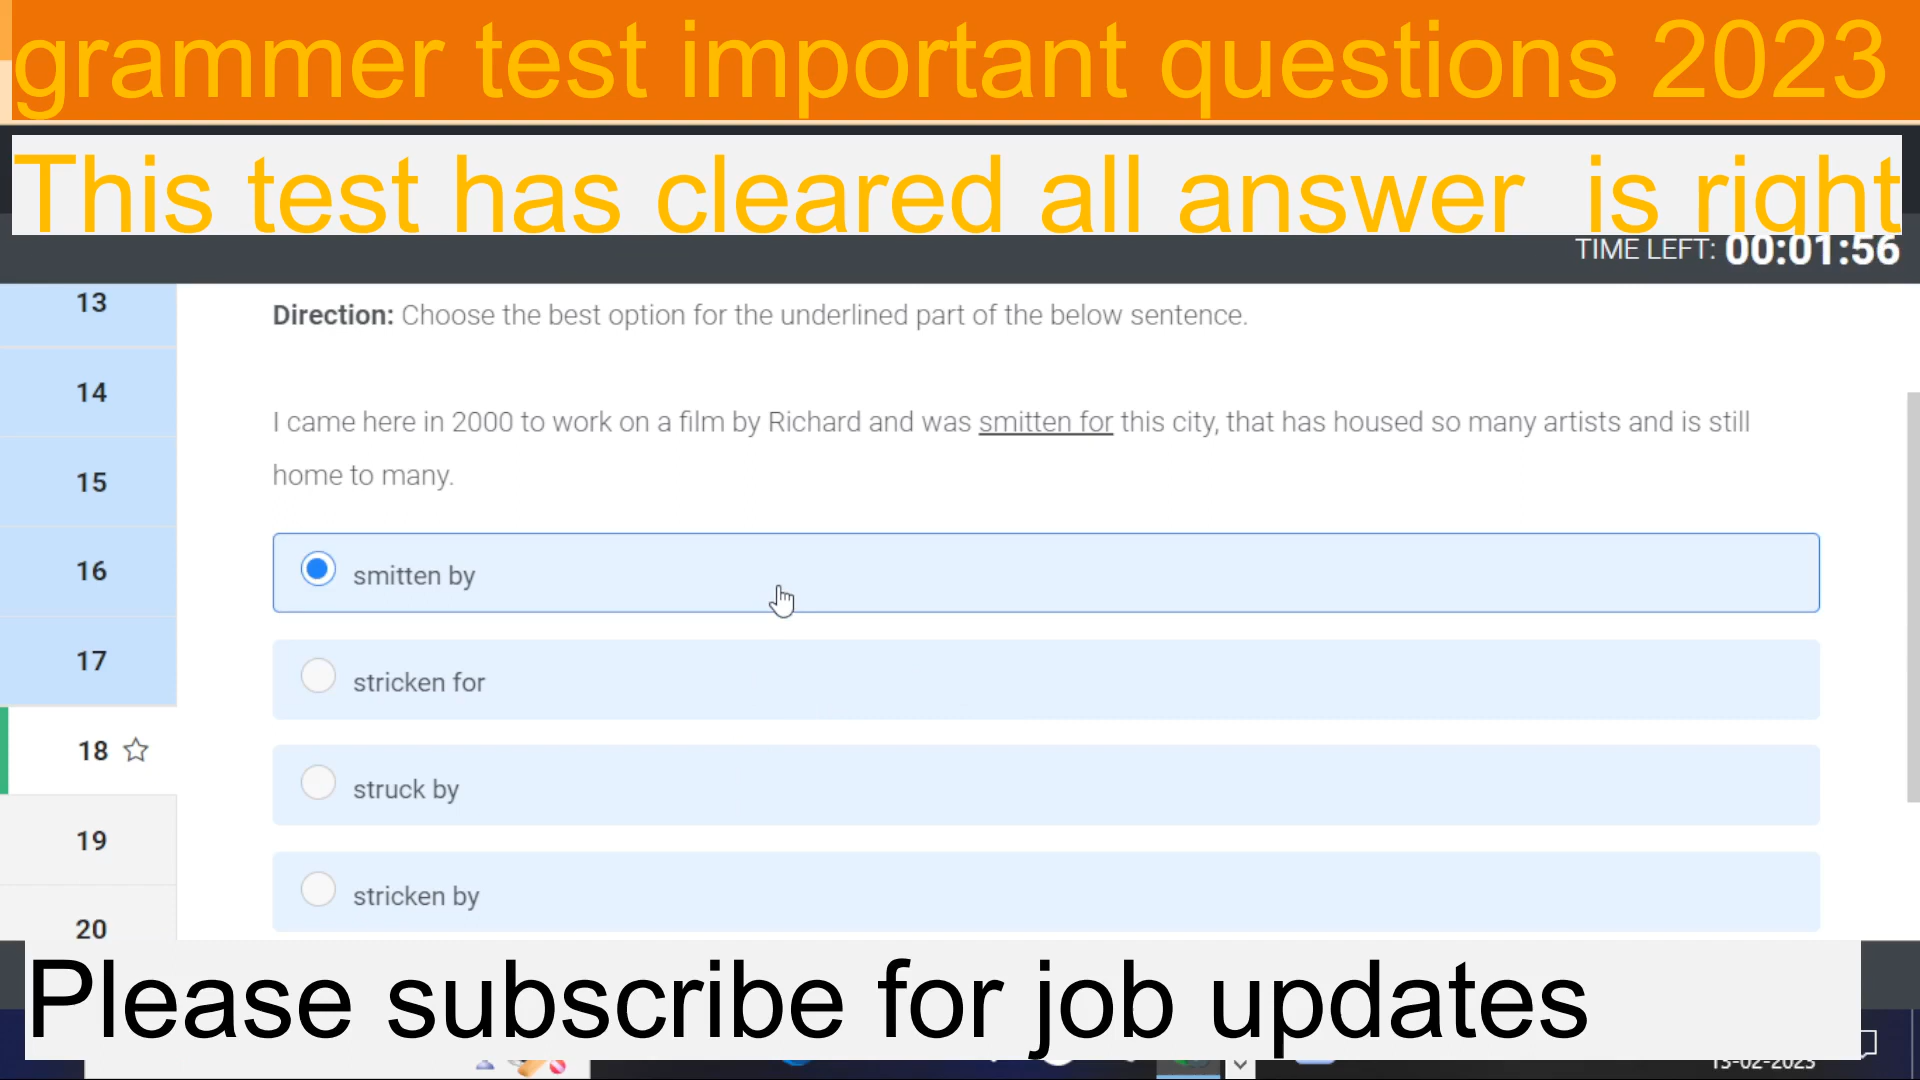 grammer test important questions 2023
This test has cleared all answer is right
TIME LEFT: 00:01:56
13
Direction: Choose the best option for the underlined part of the below sentence.
14
I came here in 2000 to work on a film by Richard and was smitten for this city, that has housed so many artists and is still
home to many.
15
16
smitten by
17
stricken for
18
struck by
19
stricken by
20
Please subscribe for job updates
13-02-2023